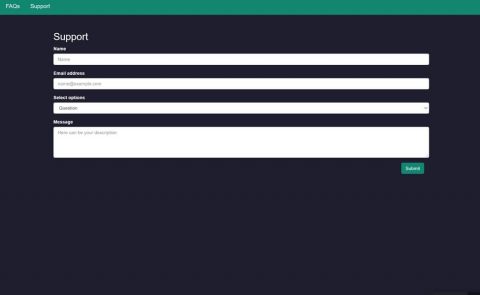 FAQs Support
Support
Name
Name
Email address
name@example.com
Select options
Question
Message
Here can be your description
Submit